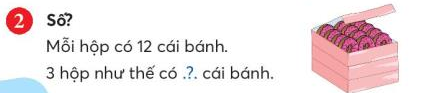 2 Số?
Mỗi hộp có 12 cái bánh.
3 hộp như thế có .?. cái bánh.